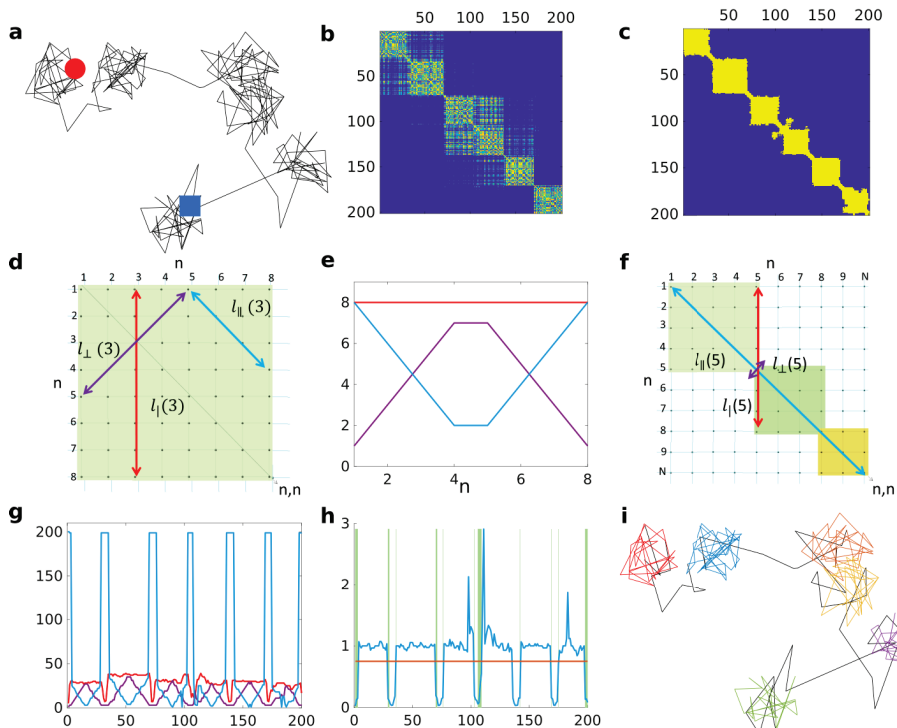 a
b
50 100 150 200
50
100
150
200
c
50 100 150 200
50
100
150
200
d
n
1 2 3 4 5 6 7 8
1
2
3
4
5
6
7
8
n
l⊥(3)
l∥(3)
l|(3)
n,n
e
8
6
4
2
0
2 4 6 8
n
f
n
1 2 3 4 5 6 7 8 9 N
1
2
3
4
5
6
7
8
9
N
n
l∥(5)
l⊥(5)
l|(5)
n,n
g
200
150
100
50
0
0 50 100 150 200
h
3
2
1
0
0 50 100 150 200
i